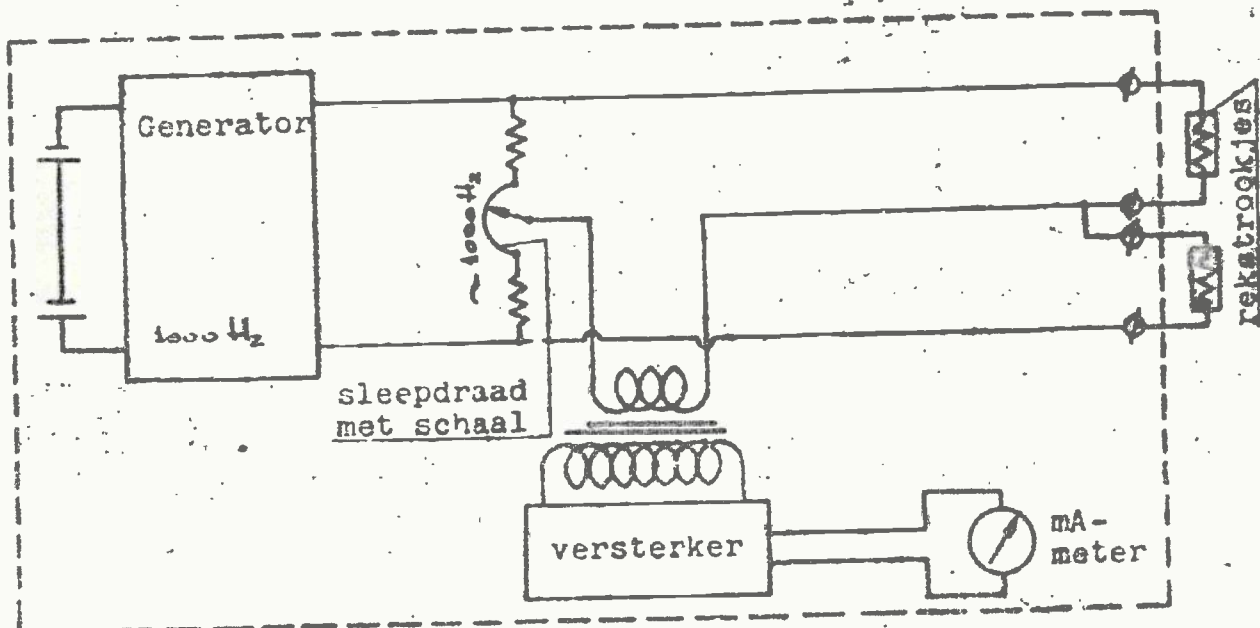 Generator
1000 Hz
~ 1000 Hz
sleepdraad
met schaal
rekstrookjes
versterker
mA-
meter